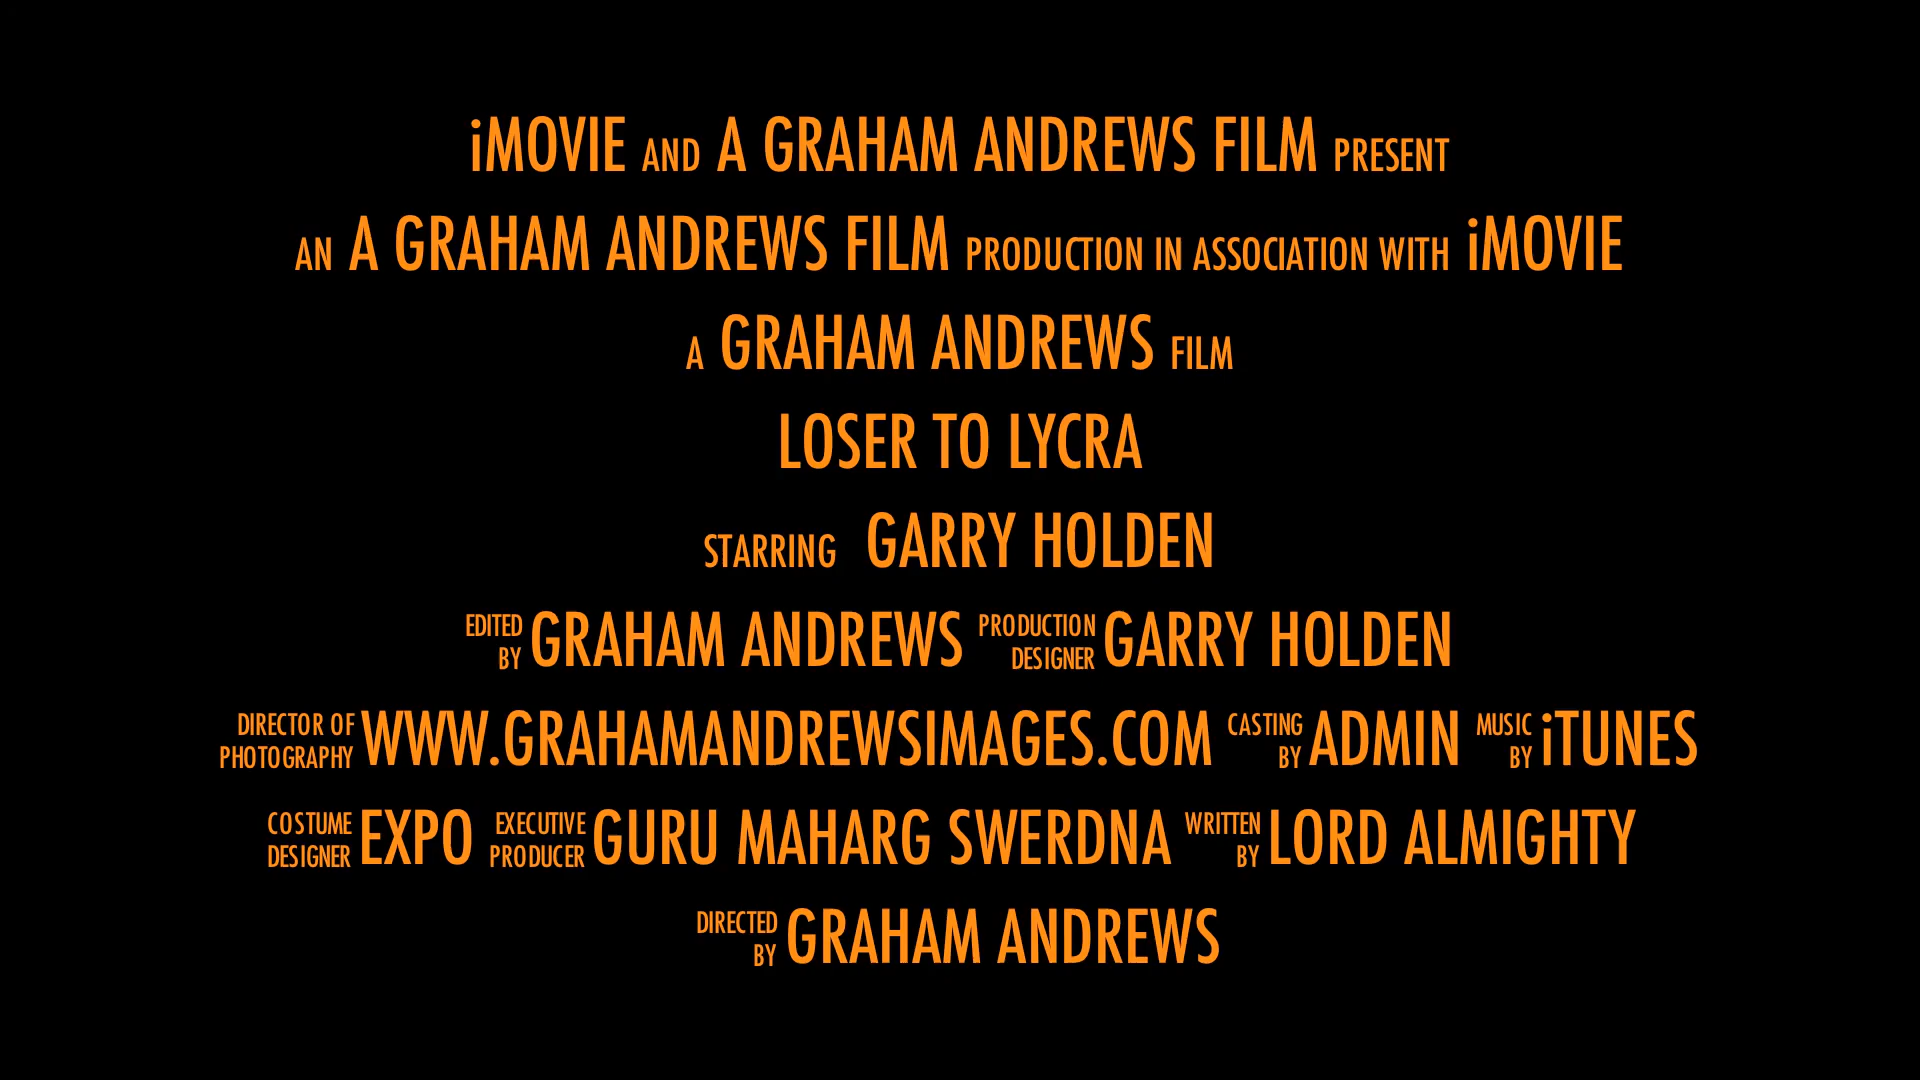 iMOVIE AND A GRAHAM ANDREWS FILM PRESENT
AN A GRAHAM ANDREWS FILM PRODUCTION IN ASSOCIATION WITH iMOVIE
A GRAHAM ANDREWS FILM
LOSER TO LYCRA
STARRING GARRY HOLDEN
EDITED BY GRAHAM ANDREWS PRODUCTION DESIGNER GARRY HOLDEN
DIRECTOR OF PHOTOGRAPHY WWW.GRAHAMANDREWSIMAGES.COM CASTING BY ADMIN MUSIC BY iTUNES
COSTUME DESIGNER EXPO EXECUTIVE PRODUCER GURU MAHARG SWERDNA WRITTEN BY LORD ALMIGHTY
DIRECTED BY GRAHAM ANDREWS